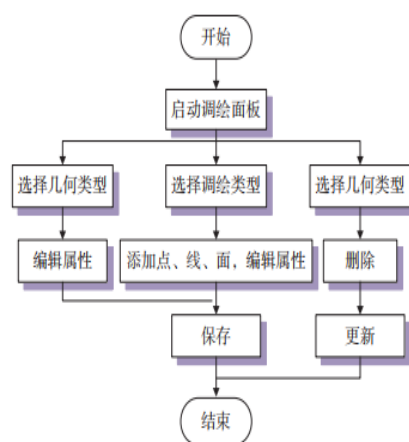 开始
启动调绘面板
选择几何类型
选择调绘类型
选择几何类型
编辑属性
添加点、线、面，编辑属性
删除
保存
更新
结束